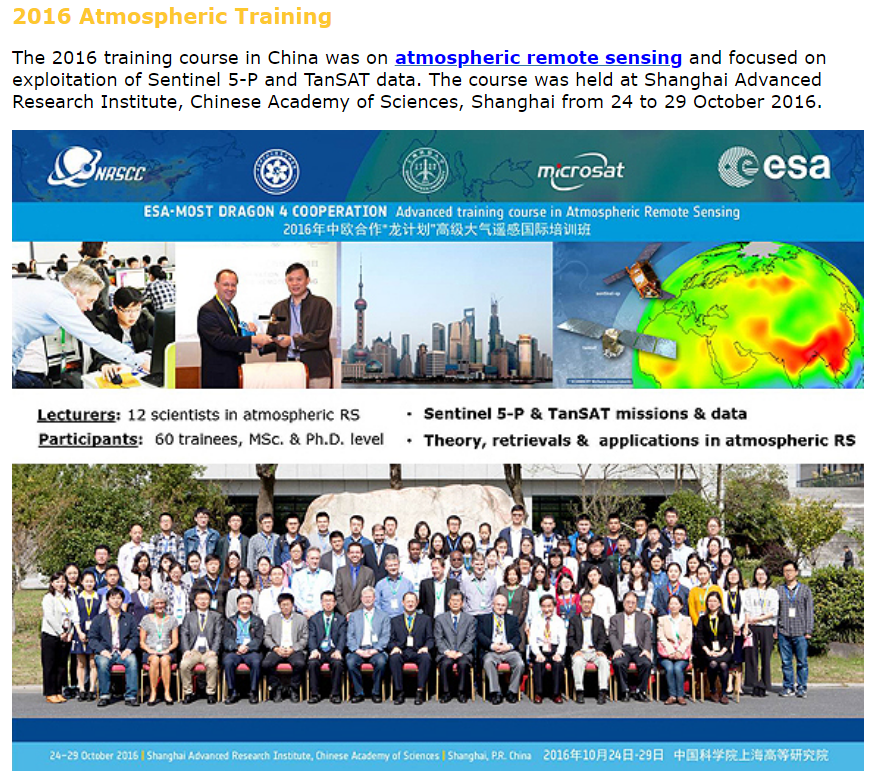 2016 Atmospheric Training
The 2016 training course in China was on atmospheric remote sensing and focused on
exploitation of Sentinel 5-P and TanSAT data. The course was held at Shanghai Advanced
Research Institute, Chinese Academy of Sciences, Shanghai from 24 to 29 October 2016.
NRSCC
microsat
esa
ESA-MOST DRAGON 4 COOPERATION Advanced training course in Atmospheric Remote Sensing
2016年中欧合作“龙计划”高级大气遥感国际培训班
sentinel-5p
tansat
Lecturers: 12 scientists in atmospheric RS
Participants: 60 trainees, MSc. & Ph.D. level
· Sentinel 5-P & TanSAT missions & data
· Theory, retrievals & applications in atmospheric RS
24-29 October 2016 | Shanghai Advanced Research Institute, Chinese Academy of Sciences | Shanghai, P.R. China 2016年10月24日-29日 中国科学院上海高等研究院